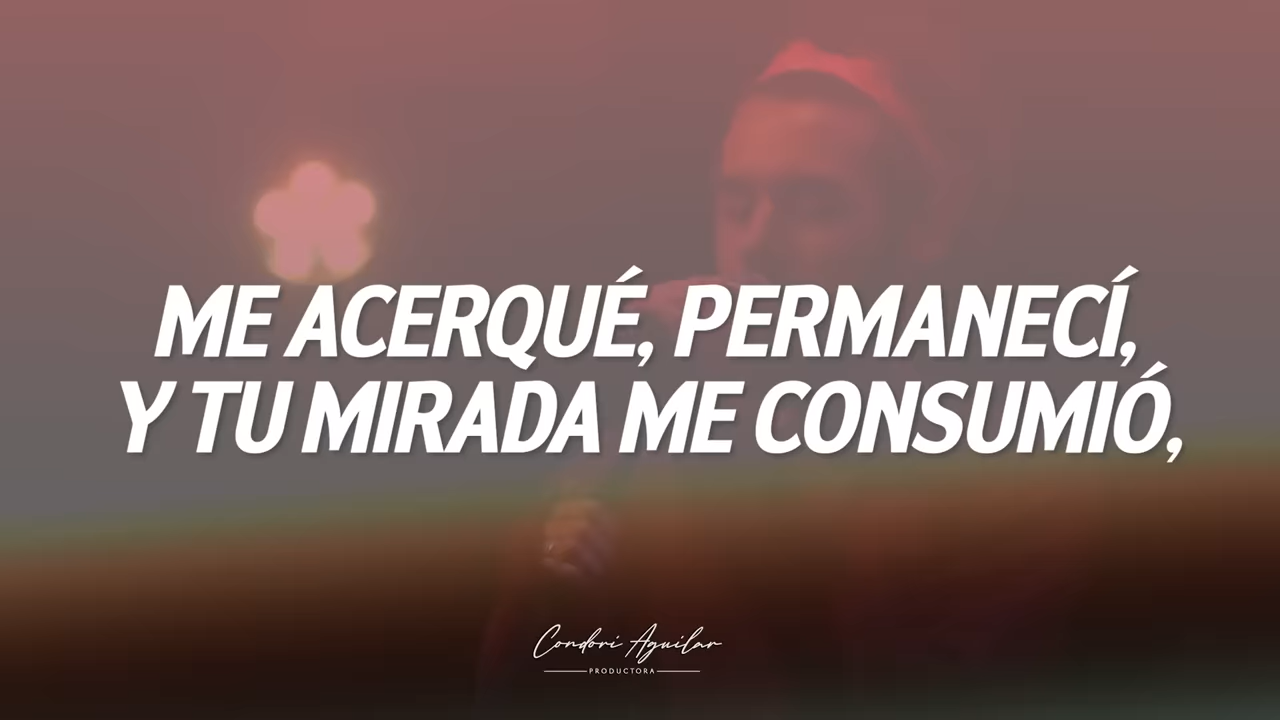 ME ACERQUÉ, PERMANECÍ,
Y TU MIRADA ME CONSUMIÓ,
Condori Aguilar
PRODUCTORA